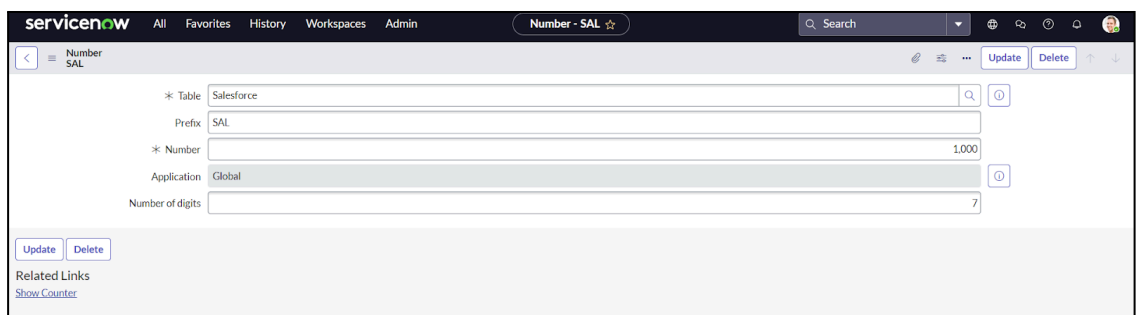 servicenow All Favorites History Workspaces Admin Number - SAL Search
Number
SAL
Update Delete
Table Salesforce
Prefix SAL
Number 1,000
Application Global
Number of digits 7
Update Delete
Related Links
Show Counter